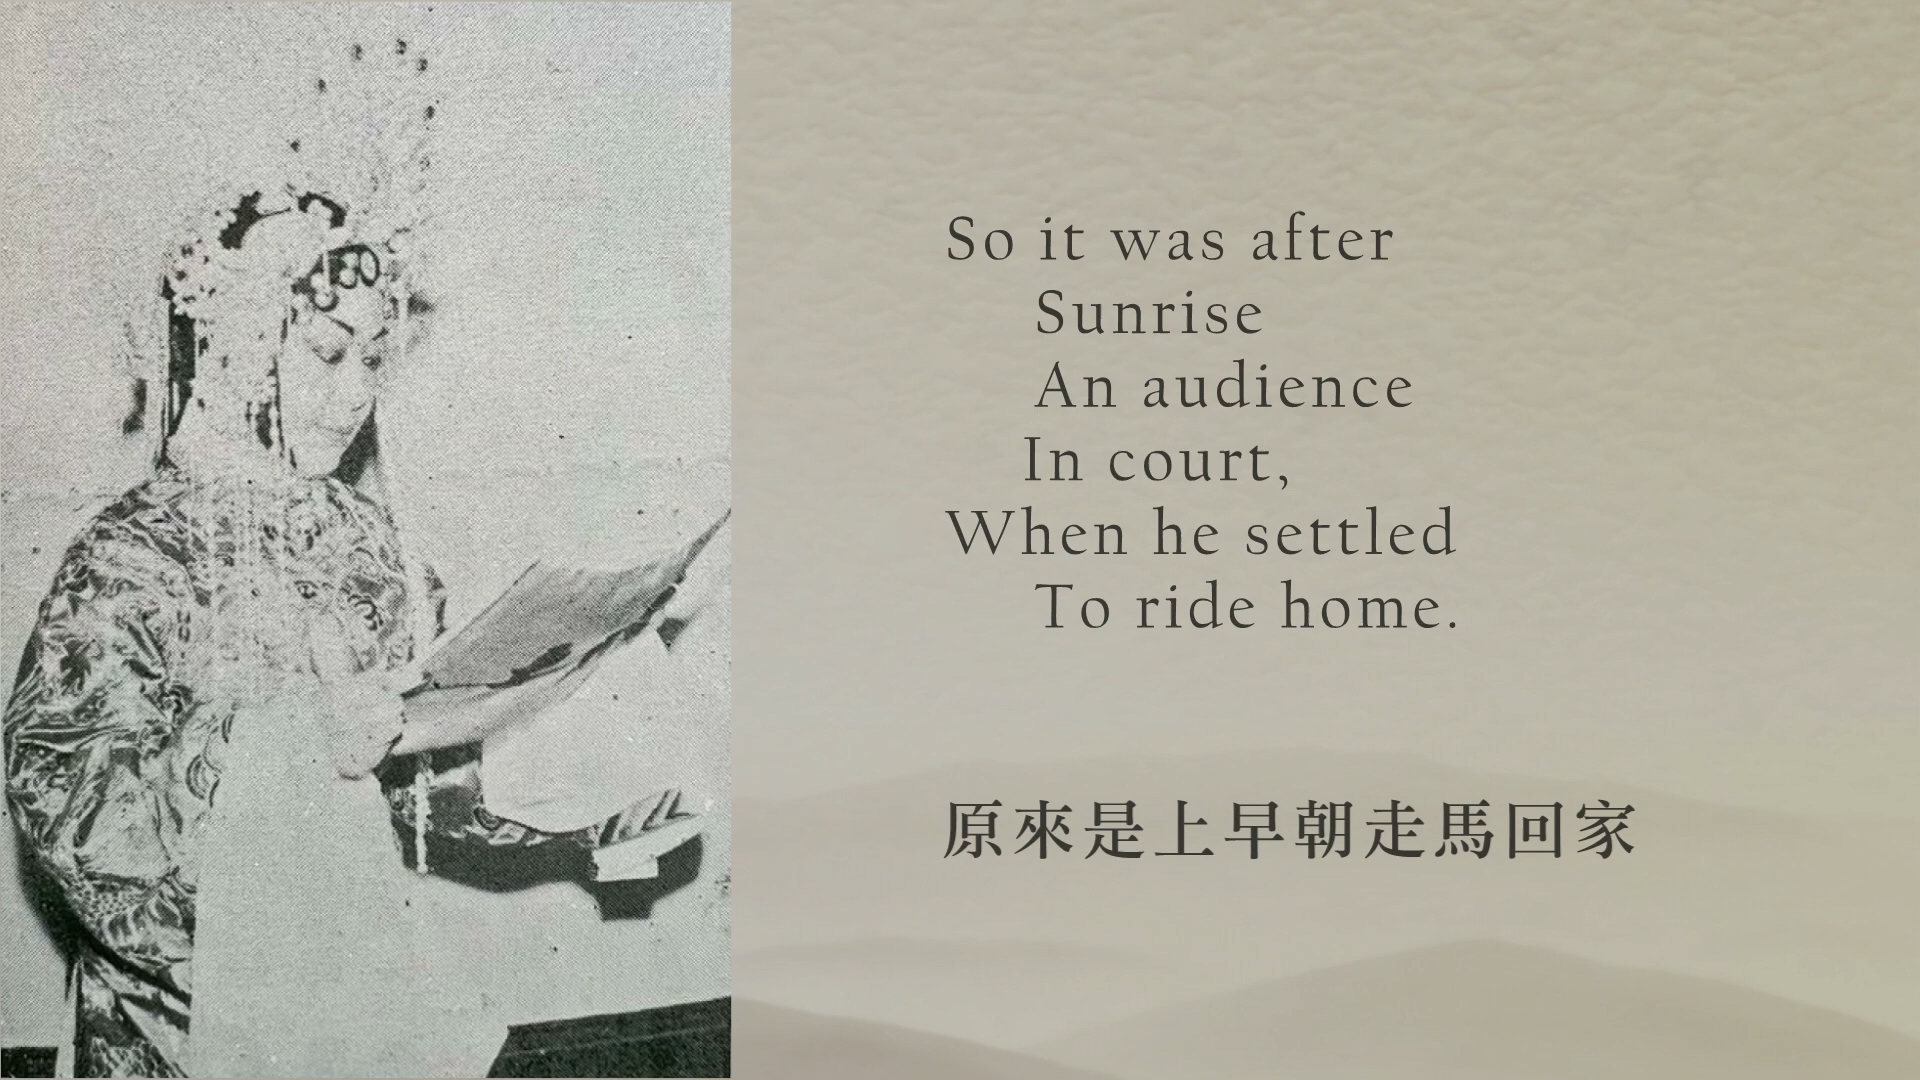 So it was after
Sunrise
An audience
In court,
When he settled
To ride home.
原來是上早朝走馬回家